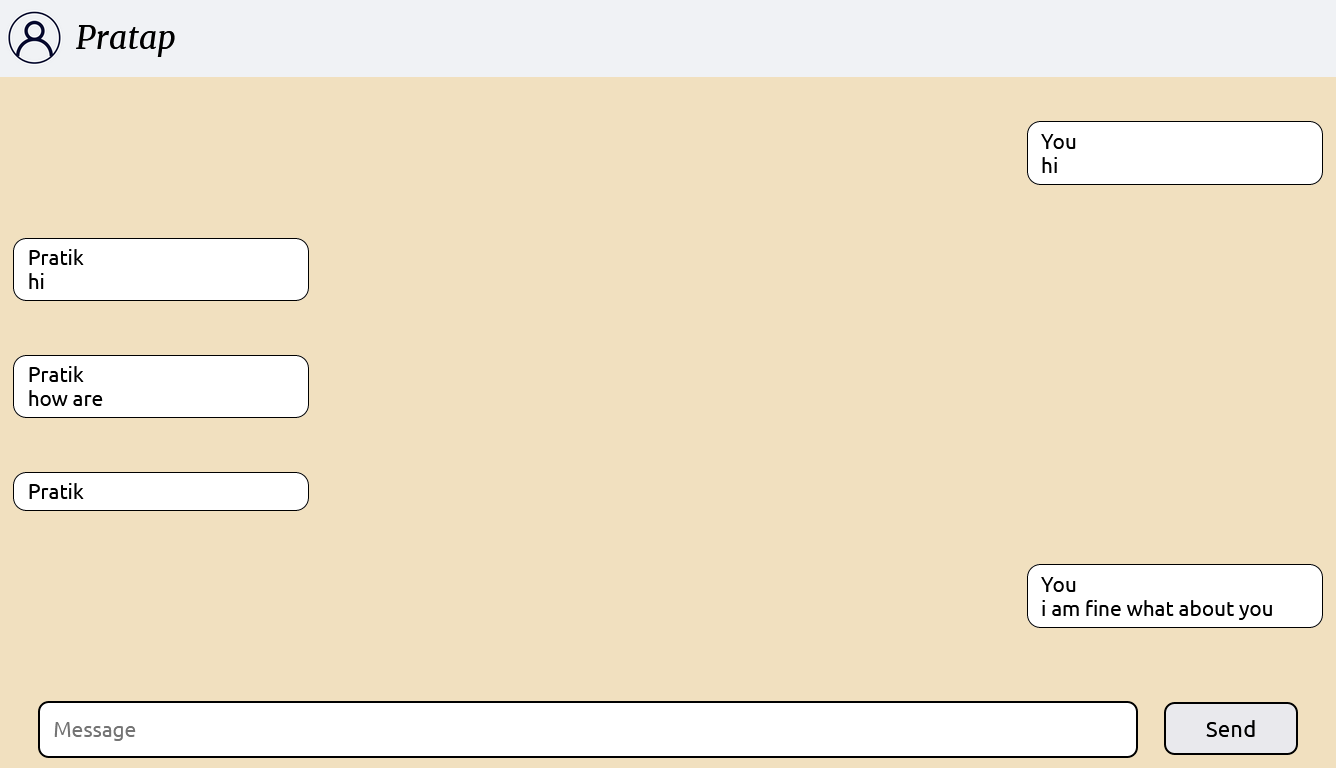 Pratap
You
hi
Pratik
hi
Pratik
how are
Pratik
You
i am fine what about you
Message
Send